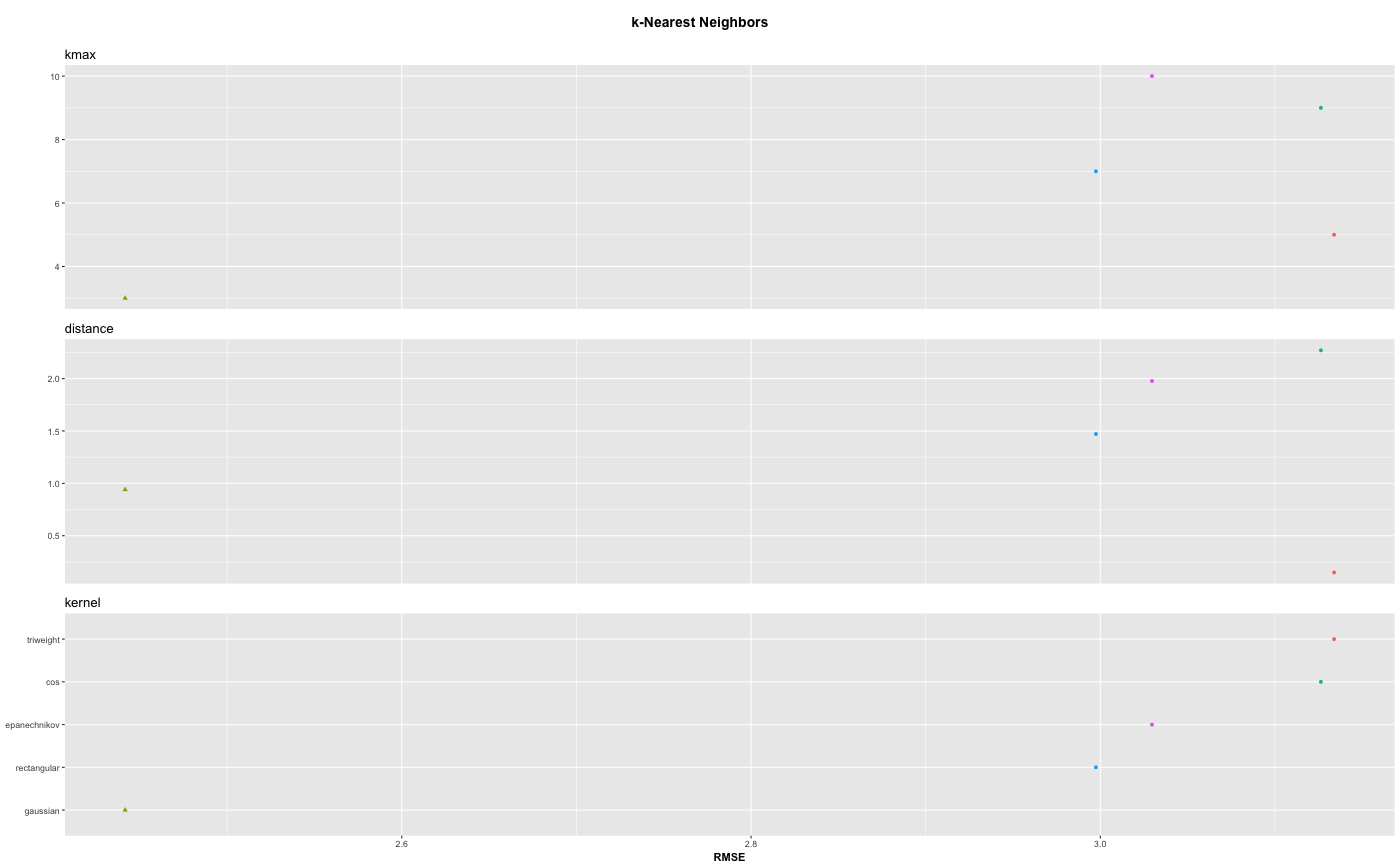 k-Nearest Neighbors
kmax
10
8
6
4
distance
2.0
1.5
1.0
0.5
kernel
triweight
cos
epanechnikov
rectangular
gaussian
2.6 2.8 3.0
RMSE